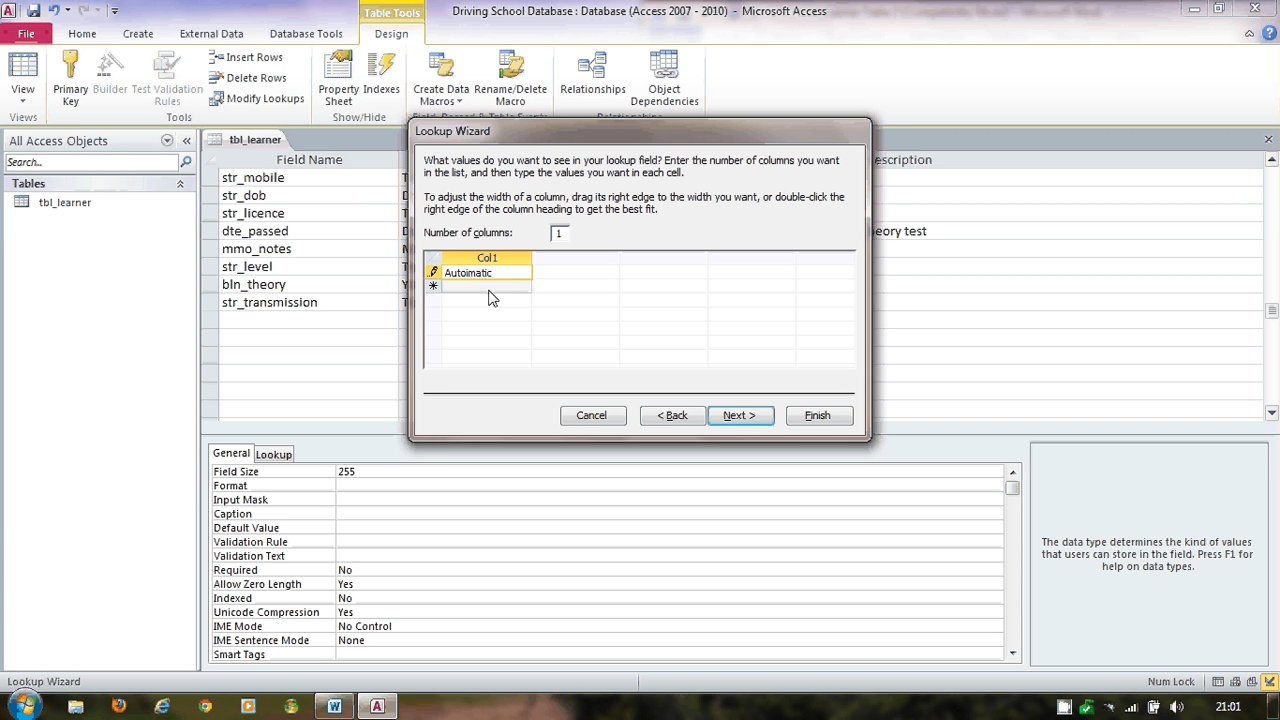 Table Tools
Driving School Database: Database (Access 2007 - 2010) - Microsoft Access
File
Home
Create
External Data
Database Tools
Design
View
Primary Key
Builder
Test Validation Rules
Insert Rows
Delete Rows
Modify Lookups
Property Sheet
Indexes
Create Data Macros
Rename/Delete Macro
Relationships
Object Dependencies
Views
Tools
Show/Hide
All Access Objects
Search...
Tables
tbl_learner
tbl_learner
Field Name
str_mobile
str_dob
str_licence
dte_passed
mmo_notes
str_level
bln_theory
str_transmission
Lookup Wizard
What values do you want to see in your lookup field? Enter the number of columns you want
in the list, and then type the values you want in each cell.
To adjust the width of a column, drag its right edge to the width you want, or double-click the
right edge of the column heading to get the best fit.
Number of columns: 1
Col1
Autoimatic
Cancel
< Back
Next >
Finish
General
Lookup
Field Size 255
Format
Input Mask
Caption
Default Value
Validation Rule
Validation Text
Required No
Allow Zero Length Yes
Indexed No
Unicode Compression Yes
IME Mode No Control
IME Sentence Mode None
Smart Tags
The data type determines the kind of values
that users can store in the field. Press F1 for
help on data types.
Lookup Wizard
Num Lock
21:01